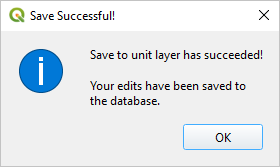 Save Successful!
Save to unit layer has succeeded!
Your edits have been saved to
the database.
OK